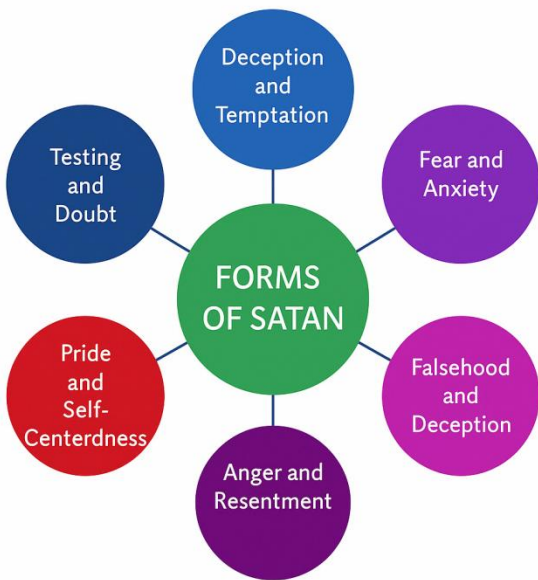 Deception
and
Temptation
Testing
and
Doubt
Fear and
Anxiety
FORMS
OF SATAN
Pride
and
Self-
Centerdness
Falsehood
and
Deception
Anger and
Resentment